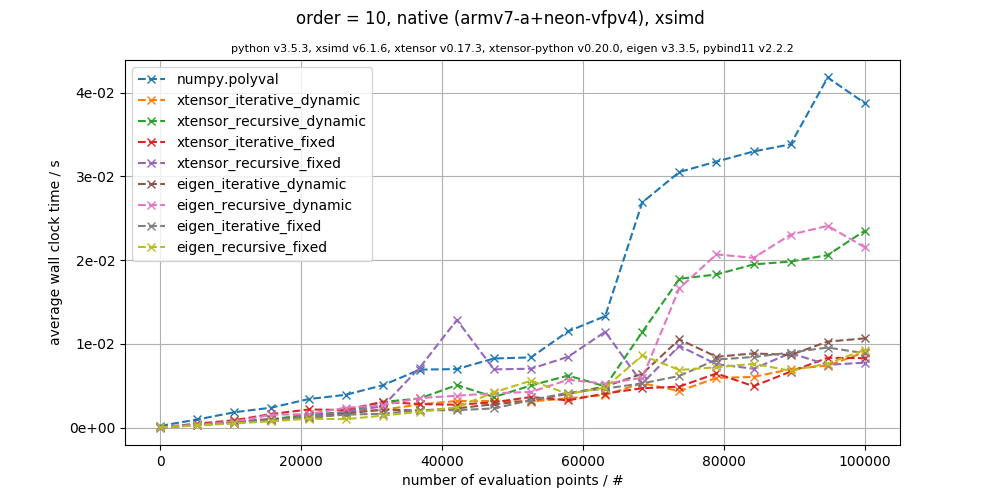 order = 10, native (armv7-a+neon-vfpv4), xsimd
python v3.5.3, xsimd v6.1.6, xtensor v0.17.3, xtensor-python v0.20.0, eigen v3.3.5, pybind11 v2.2.2
numpy.polyval
xtensor_iterative_dynamic
xtensor_recursive_dynamic
xtensor_iterative_fixed
xtensor_recursive_fixed
eigen_iterative_dynamic
eigen_recursive_dynamic
eigen_iterative_fixed
eigen_recursive_fixed
average wall clock time / s
4e-02
3e-02
2e-02
1e-02
0e+00
0 20000 40000 60000 80000 100000
number of evaluation points / #